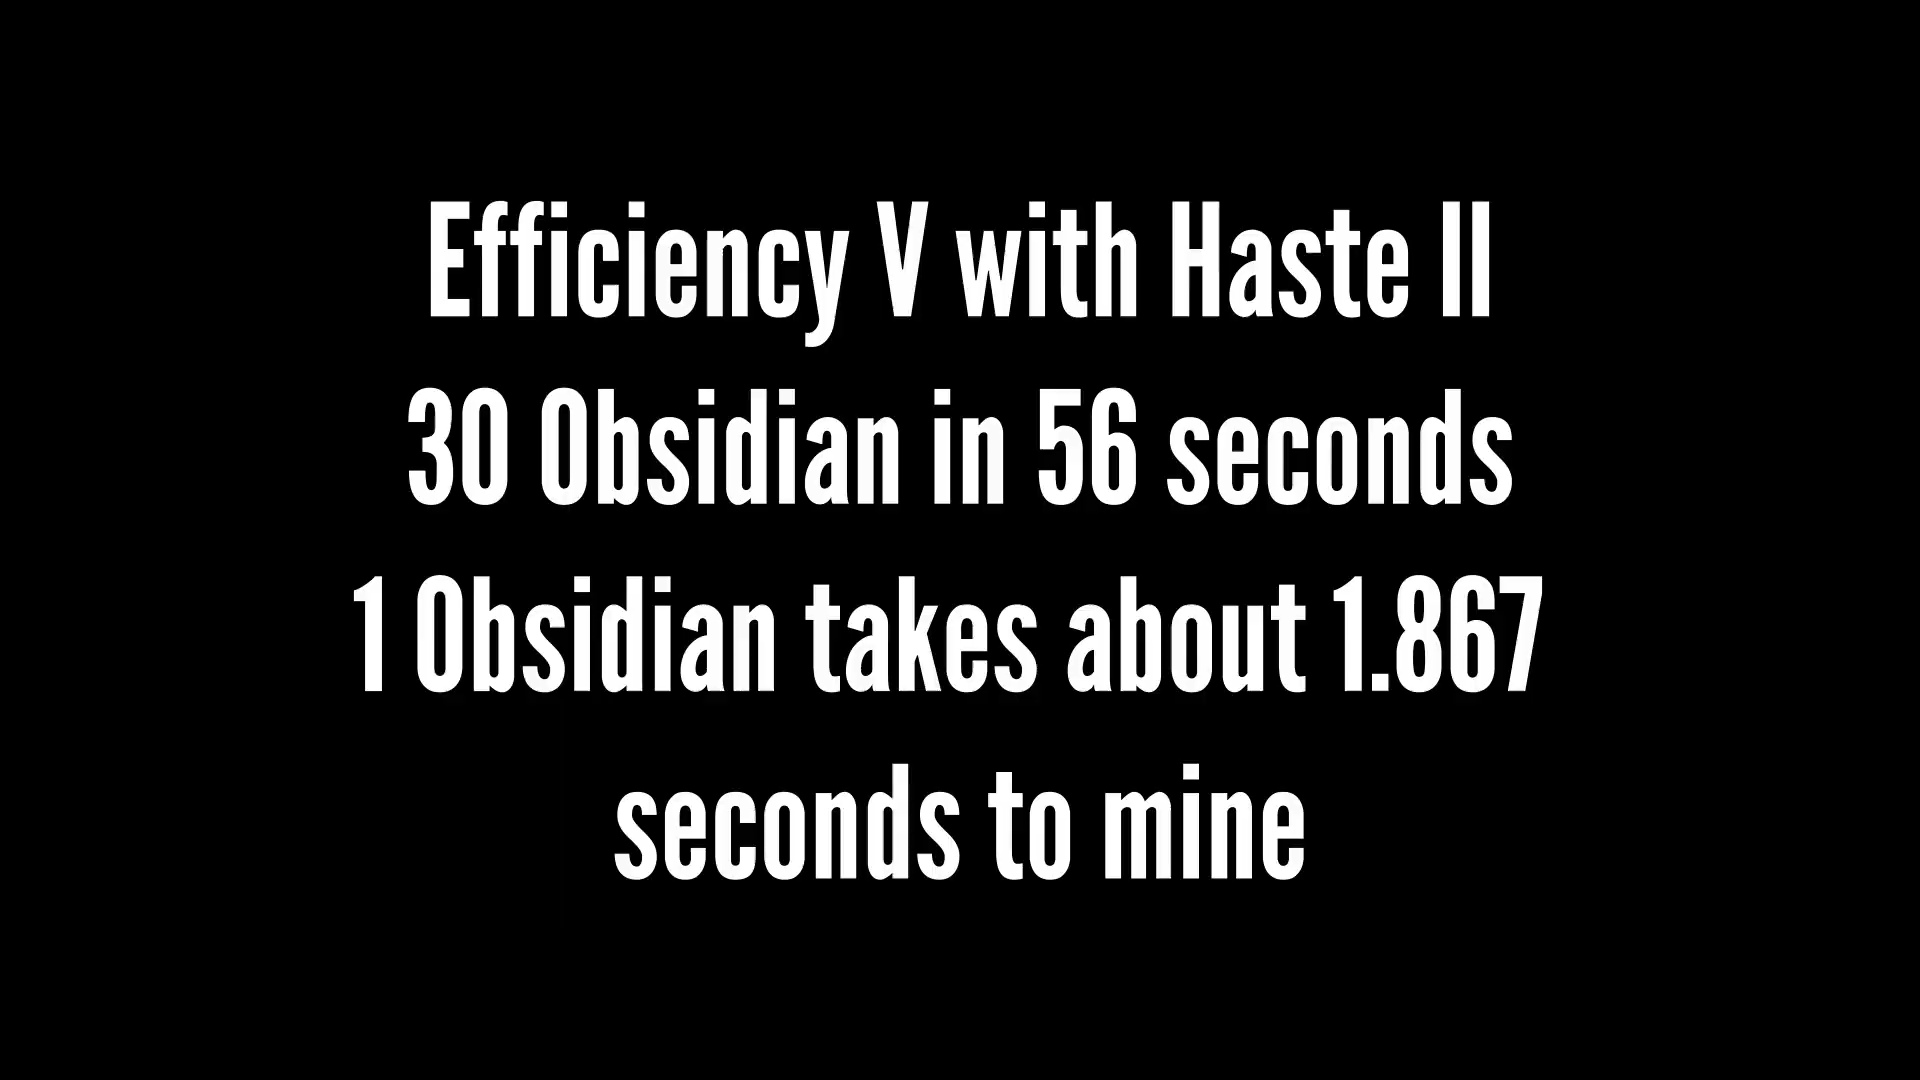 Efficiency V with Haste II
30 Obsidian in 56 seconds
1 Obsidian takes about 1.867
seconds to mine